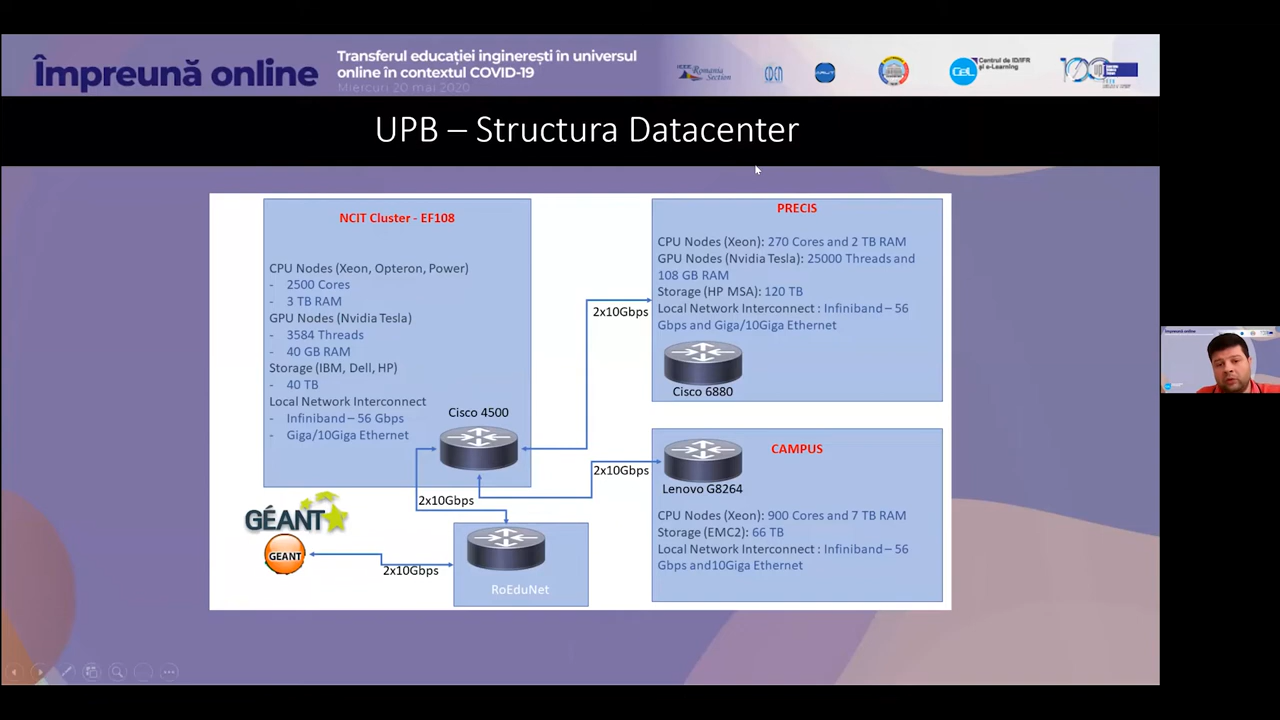 Împreună online
Transferul educației inginerești în universul
online în contextul COVID-19
Miercuri 20 mai 2020
Romania
Section
CeL
Centrul de ID/IFR
și e-Learning
UPB – Structura Datacenter
NCIT Cluster - EF108
CPU Nodes (Xeon, Opteron, Power)
- 2500 Cores
- 3 TB RAM
GPU Nodes (Nvidia Tesla)
- 3584 Threads
- 40 GB RAM
Storage (IBM, Dell, HP)
- 40 TB
Local Network Interconnect
- Infiniband – 56 Gbps
- Giga/10Giga Ethernet
Cisco 4500
PRECIS
CPU Nodes (Xeon): 270 Cores and 2 TB RAM
GPU Nodes (Nvidia Tesla): 25000 Threads and
108 GB RAM
Storage (HP MSA): 120 TB
Local Network Interconnect : Infiniband – 56
Gbps and Giga/10Giga Ethernet
Cisco 6880
2x10Gbps
2x10Gbps
2x10Gbps
2x10Gbps
CAMPUS
Lenovo G8264
CPU Nodes (Xeon): 900 Cores and 7 TB RAM
Storage (EMC2): 66 TB
Local Network Interconnect : Infiniband – 56
Gbps and10Giga Ethernet
GÉANT
GEANT
RoEduNet